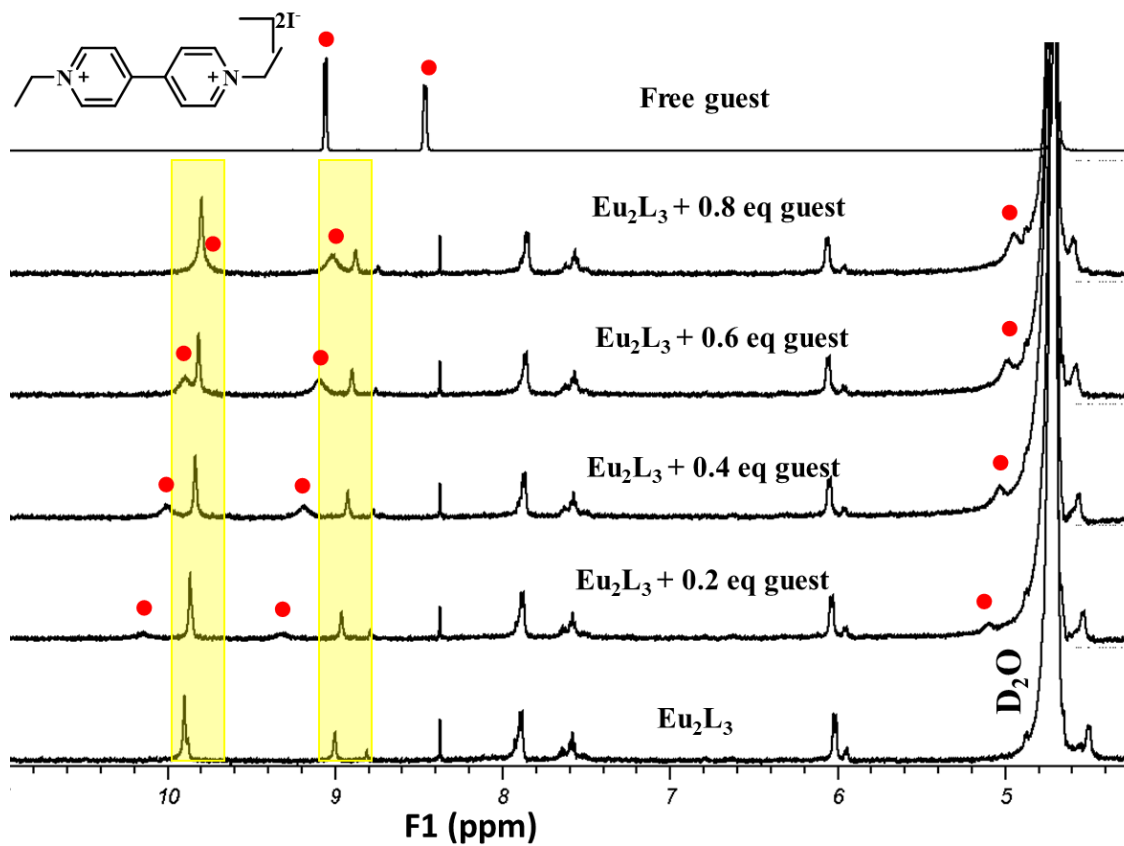 2I⁻
N⁺
N⁺
Free guest
Eu₂L₃ + 0.8 eq guest
Eu₂L₃ + 0.6 eq guest
Eu₂L₃ + 0.4 eq guest
Eu₂L₃ + 0.2 eq guest
Eu₂L₃
D₂O
10 9 8 7 6 5
F1 (ppm)